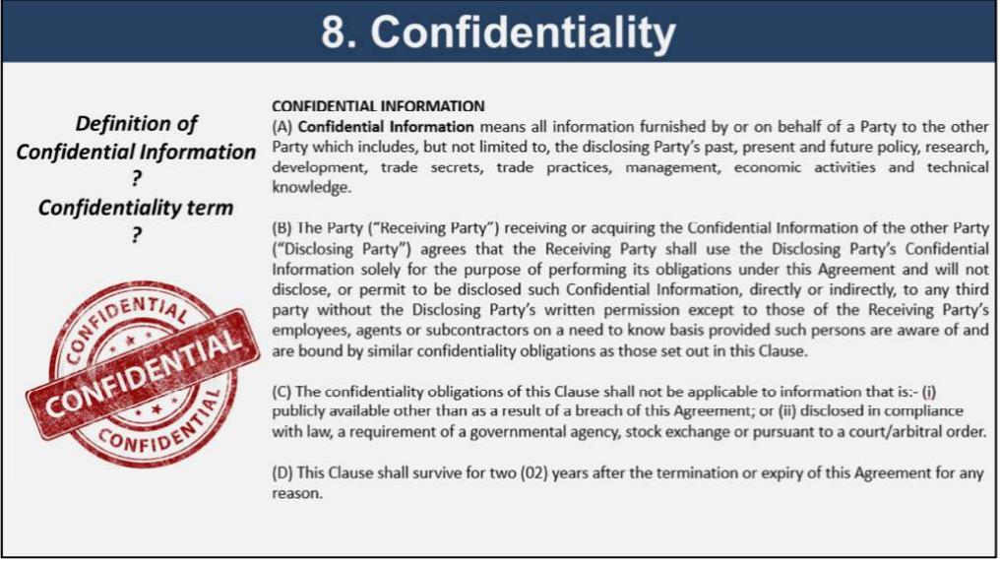 8. Confidentiality
Definition of
Confidential Information
?
Confidentiality term
?
CONFIDENTIAL
CONFIDENTIAL
CONFIDENTIAL
CONFIDENTIAL INFORMATION
(A) Confidential Information means all information furnished by or on behalf of a Party to the other
Party which includes, but not limited to, the disclosing Party's past, present and future policy, research,
development, trade secrets, trade practices, management, economic activities and technical
knowledge.
(B) The Party ("Receiving Party") receiving or acquiring the Confidential Information of the other Party
("Disclosing Party") agrees that the Receiving Party shall use the Disclosing Party's Confidential
Information solely for the purpose of performing its obligations under this Agreement and will not
disclose, or permit to be disclosed such Confidential Information, directly or indirectly, to any third
party without the Disclosing Party's written permission except to those of the Receiving Party's
employees, agents or subcontractors on a need to know basis provided such persons are aware of and
are bound by similar confidentiality obligations as those set out in this Clause.
(C) The confidentiality obligations of this Clause shall not be applicable to information that is:- (i)
publicly available other than as a result of a breach of this Agreement; or (ii) disclosed in compliance
with law, a requirement of a governmental agency, stock exchange or pursuant to a court/arbitral order.
(D) This Clause shall survive for two (02) years after the termination or expiry of this Agreement for any
reason.